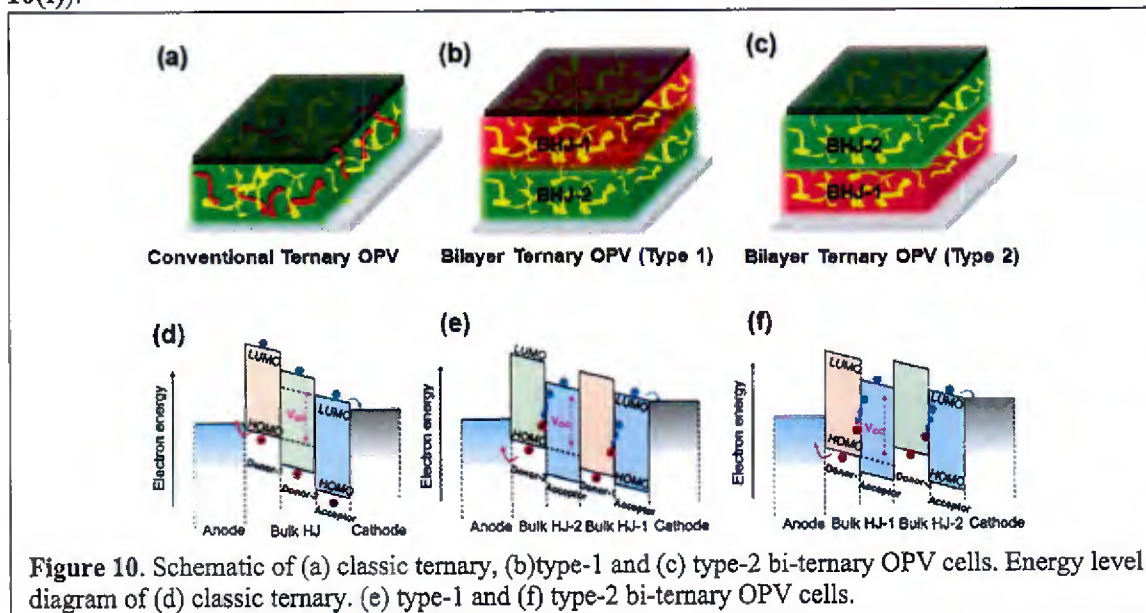 10(f)).
(a)
(b)
(c)
BHJ-1
BHJ-2
BHJ-2
BHJ-1
Conventional Ternary OPV
Bilayer Ternary OPV (Type 1)
Bilayer Ternary OPV (Type 2)
(d)
(e)
(f)
Electron energy
LUMO
HOMO
Donor-2
LUMO
HOMO
Acceptor
Anode
Bulk HJ
Cathode
Electron energy
LUMO
HOMO
Donor-2
Acceptor
Donor-1
LUMO
HOMO
Acceptor
Anode
Bulk HJ-2
Bulk HJ-1
Cathode
Electron energy
LUMO
HOMO
Donor-1
Acceptor
Donor-2
LUMO
HOMO
Acceptor
Anode
Bulk HJ-1
Bulk HJ-2
Cathode
Figure 10. Schematic of (a) classic ternary, (b)type-1 and (c) type-2 bi-ternary OPV cells. Energy level
diagram of (d) classic ternary. (e) type-1 and (f) type-2 bi-ternary OPV cells.